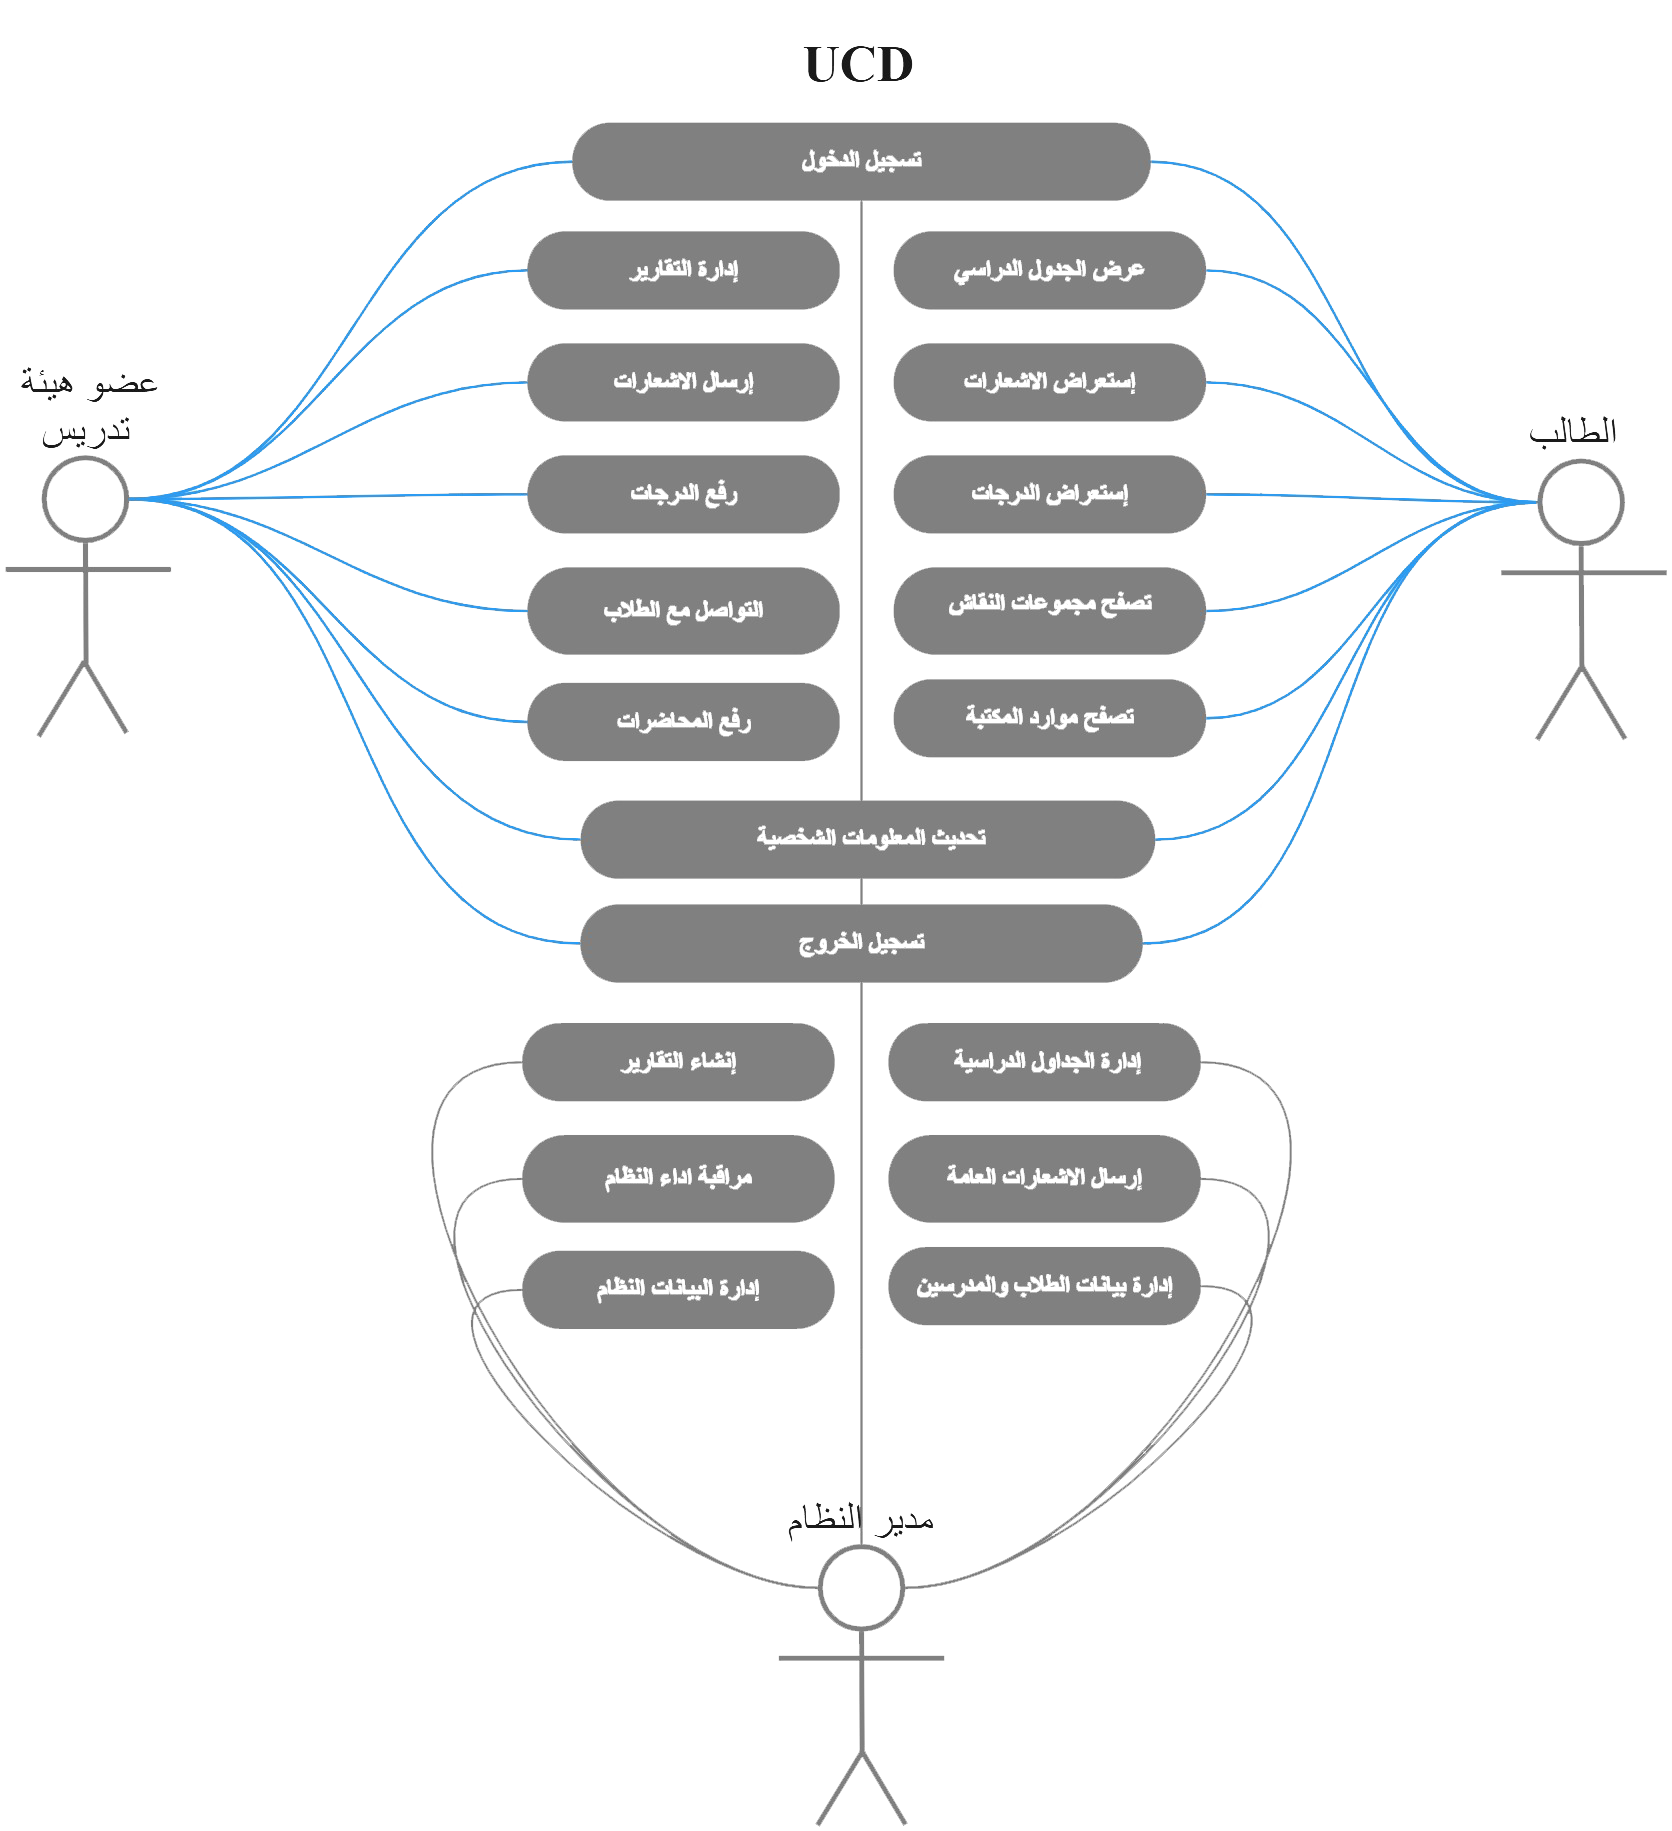 UCD
تسجيل الدخول
عرض الجدول الدراسي
إدارة التقارير
إستعراض الاشعارات
إرسال الاشعارات
عضو هيئة
تدريس
الطالب
إستعراض الدرجات
رفع الدرجات
تصفح مجموعات النقاش
التواصل مع الطلاب
تصفح موارد المكتبة
رفع المحاضرات
تحديث المعلومات الشخصية
تسجيل الخروج
إدارة الجداول الدراسية
إنشاء التقارير
إرسال الاشعارات العامة
مراقبة اداء النظام
إدارة بيانات الطلاب والمدرسين
إدارة البيانات النظام
مدير النظام